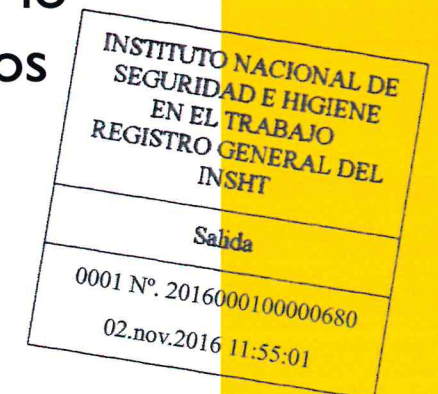 OS
INSTITUTO NACIONAL DE
SEGURIDAD E HIGIENE
EN EL TRABAJO
REGISTRO GENERAL DEL
INSHT
Salida
0001 Nº. 2016000100000680
02.nov.2016 11:55:01